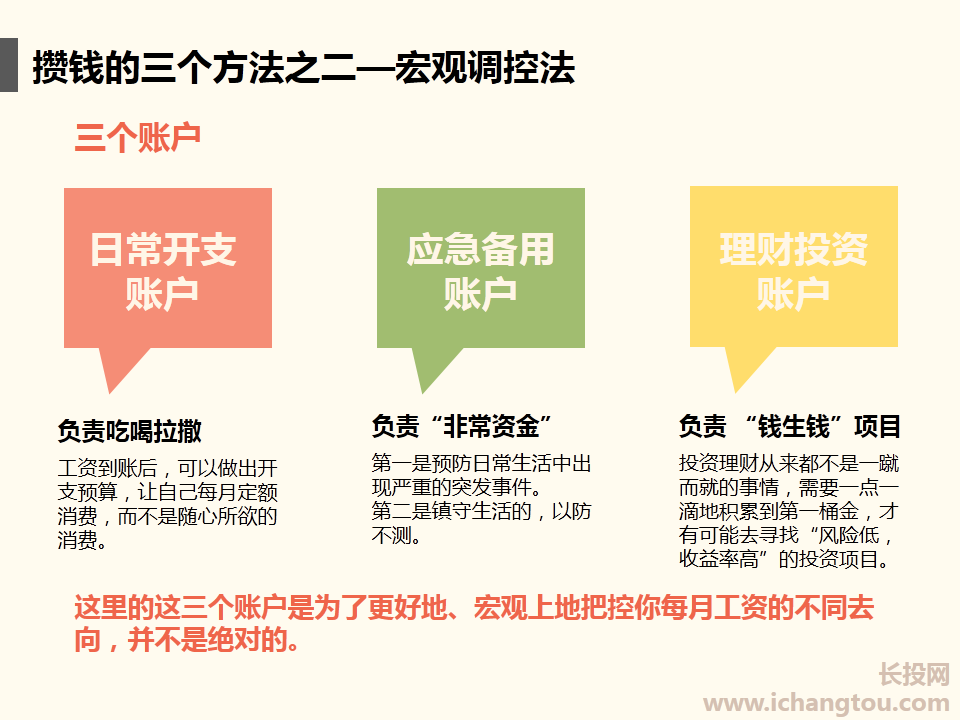 攒钱的三个方法之二—宏观调控法
三个账户
日常开支
账户
应急备用
账户
理财投资
账户
负责吃喝拉撒
工资到账后，可以做出开
支预算，让自己每月定额
消费，而不是随心所欲的
消费。
负责“非常资金”
第一是预防日常生活中出
现严重的突发事件。
第二是镇守生活的，以防
不测。
负责 “钱生钱”项目
投资理财从来都不是一蹴
而就的事情，需要一点一
滴地积累到第一桶金，才
有可能去寻找“风险低，
收益率高”的投资项目。
这里的这三个账户是为了更好地、宏观上地把控你每月工资的不同去
向，并不是绝对的。
长投网
www.ichangtou.com